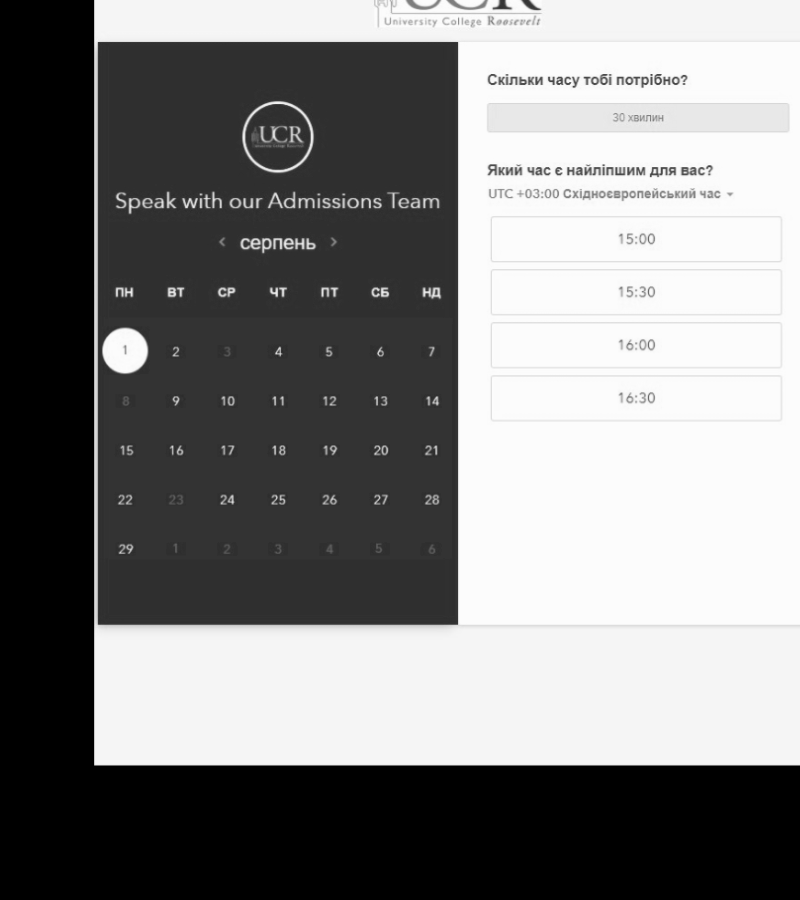 UCR
University College Roosevelt
UCR
Speak with our Admissions Team
‹ серпень ›
ПН ВТ СР ЧТ ПТ СБ НД
1 2 3 4 5 6 7
8 9 10 11 12 13 14
15 16 17 18 19 20 21
22 23 24 25 26 27 28
29 1 2 3 4 5 6
Скільки часу тобі потрібно?
30 хвилин
Який час є найліпшим для вас?
UTC +03:00 Східноєвропейський час
15:00
15:30
16:00
16:30